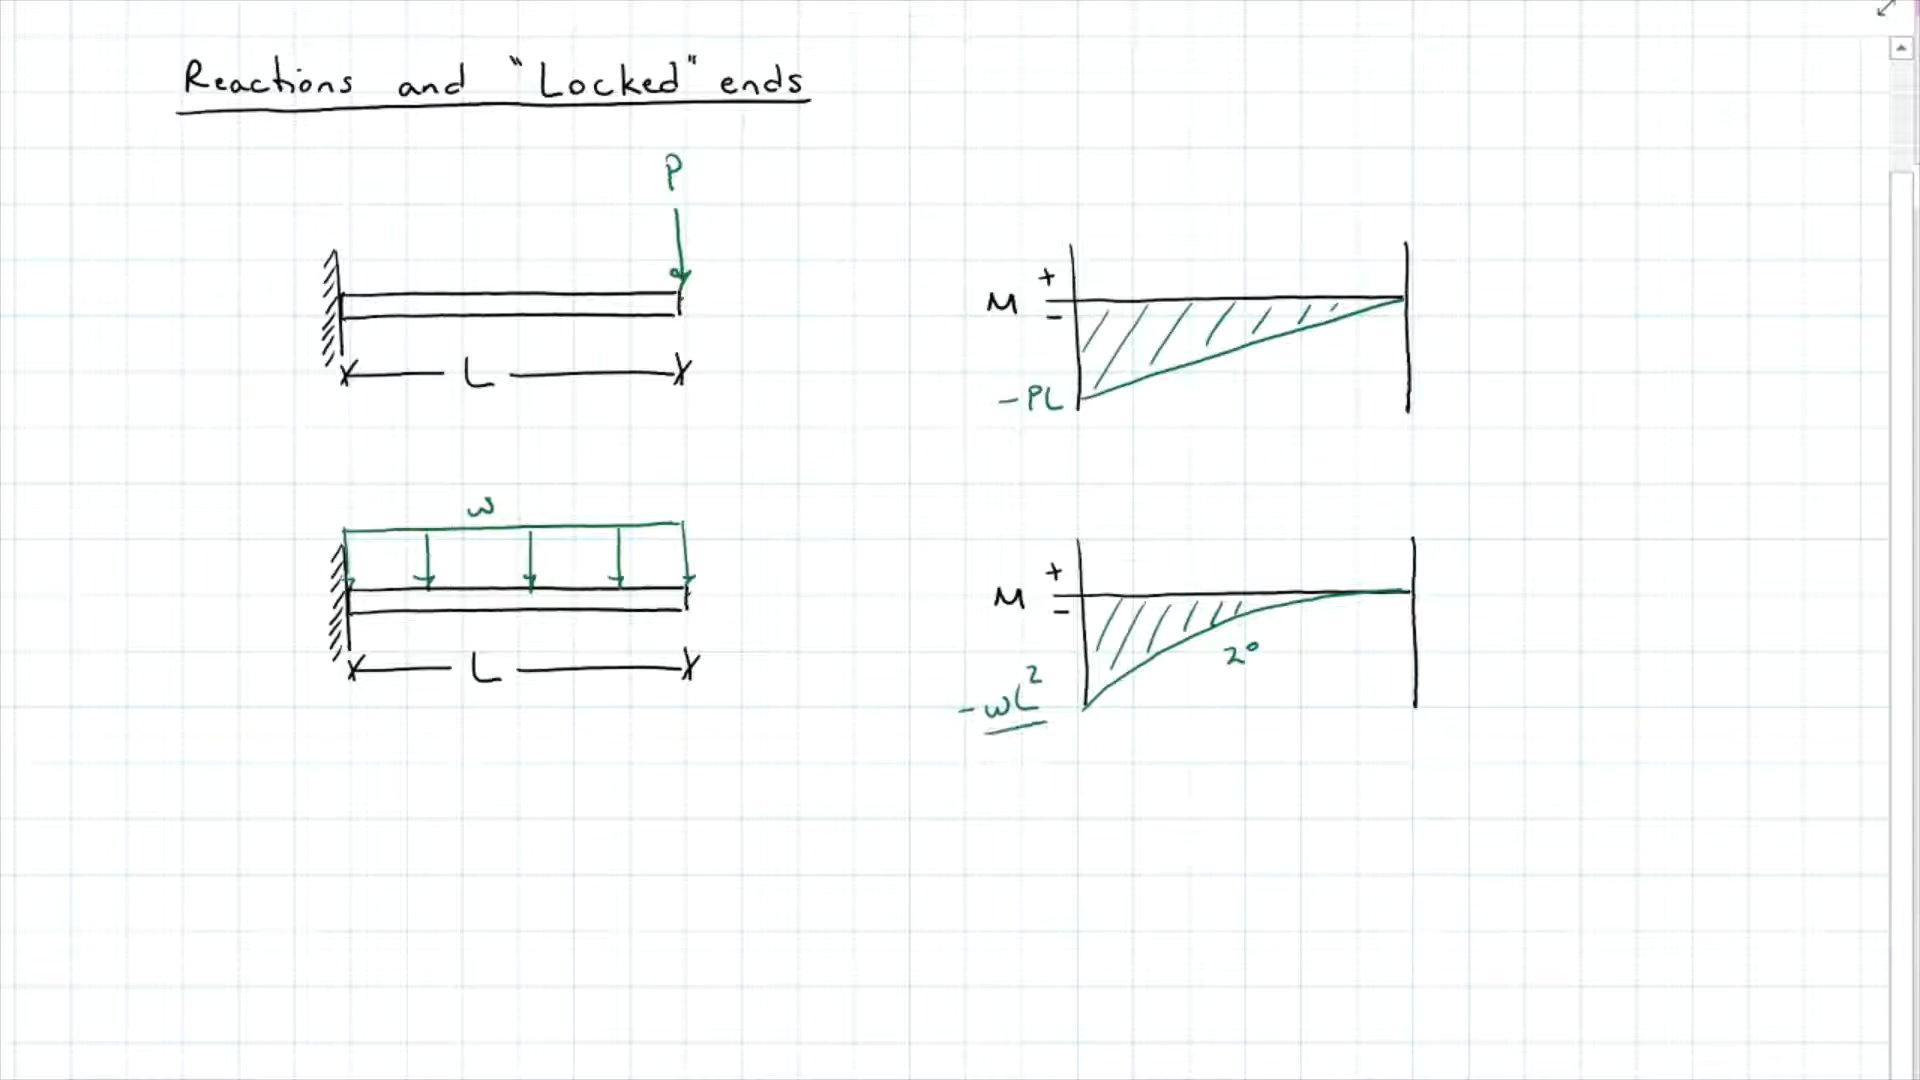 Reactions and "Locked" ends
P
L
M + −
-PL
w
L
M + −
-wL²
2°